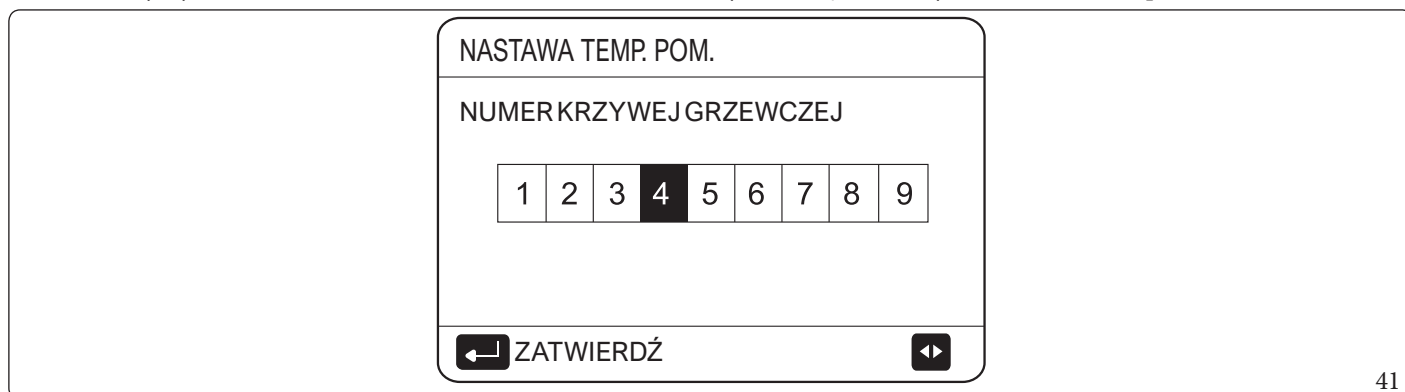 NASTAWA TEMP. POM.
NUMER KRZYWEJ GRZEWCZEJ
1 2 3 4 5 6 7 8 9
ZATWIERDŹ
41